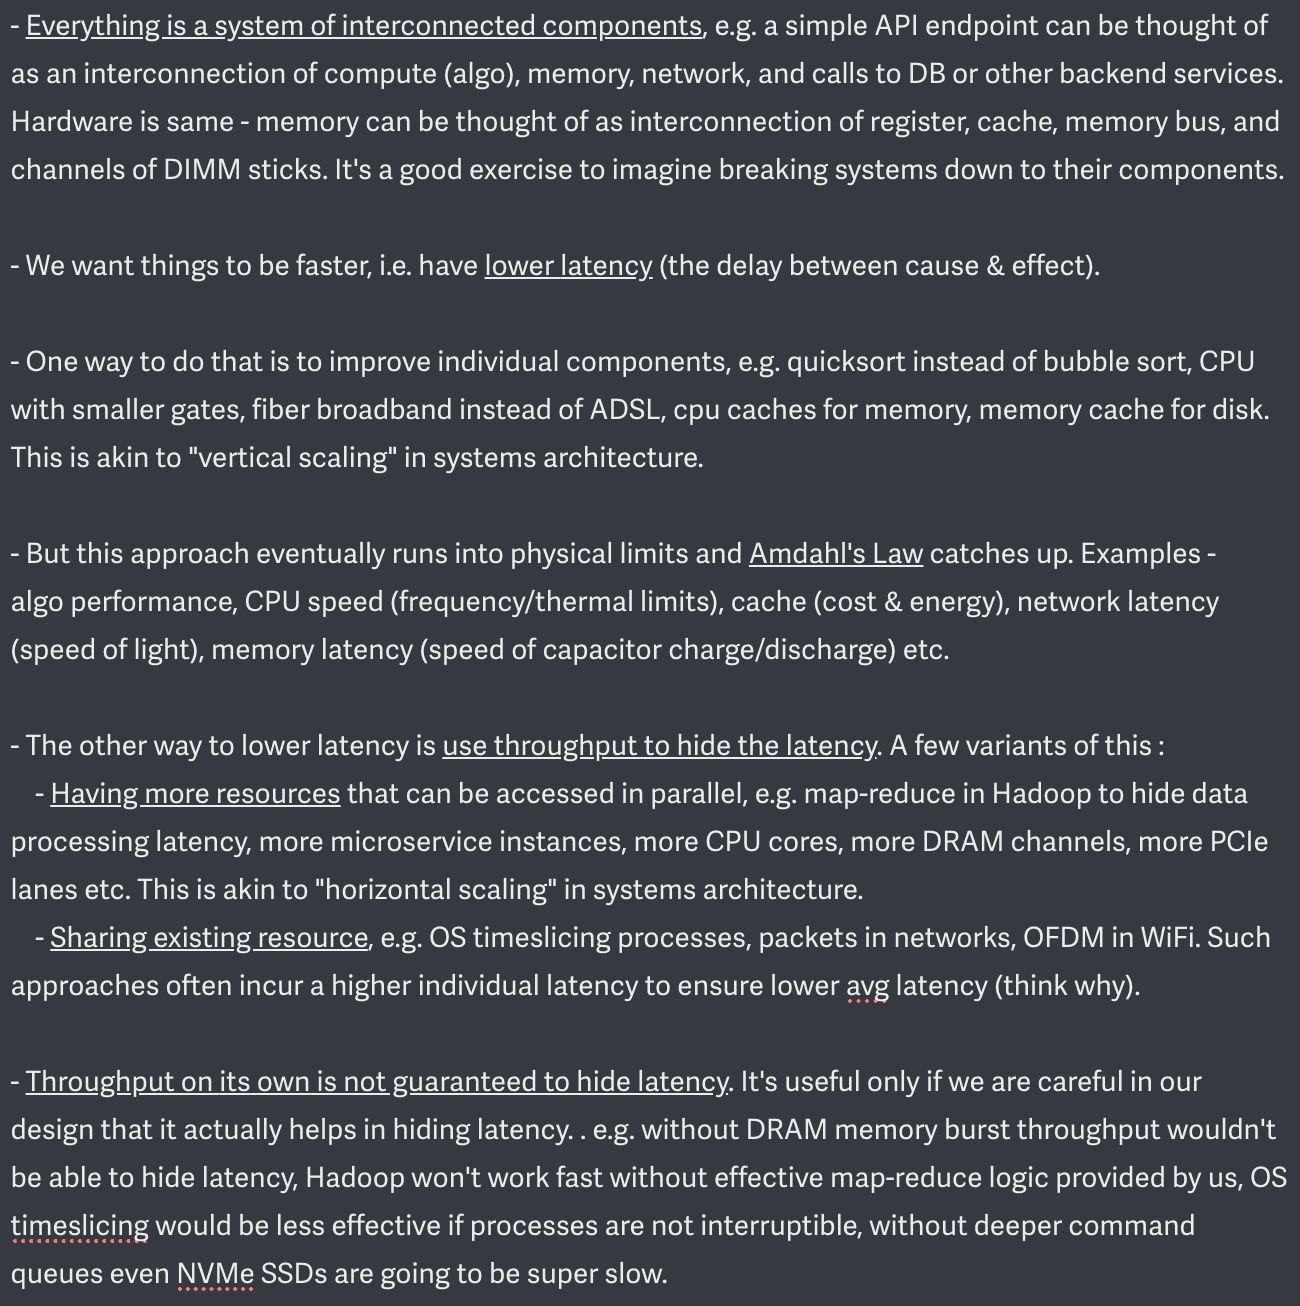 - Everything is a system of interconnected components, e.g. a simple API endpoint can be thought of
as an interconnection of compute (algo), memory, network, and calls to DB or other backend services.
Hardware is same - memory can be thought of as interconnection of register, cache, memory bus, and
channels of DIMM sticks. It's a good exercise to imagine breaking systems down to their components.
- We want things to be faster, i.e. have lower latency (the delay between cause & effect).
- One way to do that is to improve individual components, e.g. quicksort instead of bubble sort, CPU
with smaller gates, fiber broadband instead of ADSL, cpu caches for memory, memory cache for disk.
This is akin to "vertical scaling" in systems architecture.
- But this approach eventually runs into physical limits and Amdahl's Law catches up. Examples -
algo performance, CPU speed (frequency/thermal limits), cache (cost & energy), network latency
(speed of light), memory latency (speed of capacitor charge/discharge) etc.
- The other way to lower latency is use throughput to hide the latency. A few variants of this :
- Having more resources that can be accessed in parallel, e.g. map-reduce in Hadoop to hide data
processing latency, more microservice instances, more CPU cores, more DRAM channels, more PCIe
lanes etc. This is akin to "horizontal scaling" in systems architecture.
- Sharing existing resource, e.g. OS timeslicing processes, packets in networks, OFDM in WiFi. Such
approaches often incur a higher individual latency to ensure lower avg latency (think why).
- Throughput on its own is not guaranteed to hide latency. It's useful only if we are careful in our
design that it actually helps in hiding latency. . e.g. without DRAM memory burst throughput wouldn't
be able to hide latency, Hadoop won't work fast without effective map-reduce logic provided by us, OS
timeslicing would be less effective if processes are not interruptible, without deeper command
queues even NVMe SSDs are going to be super slow.